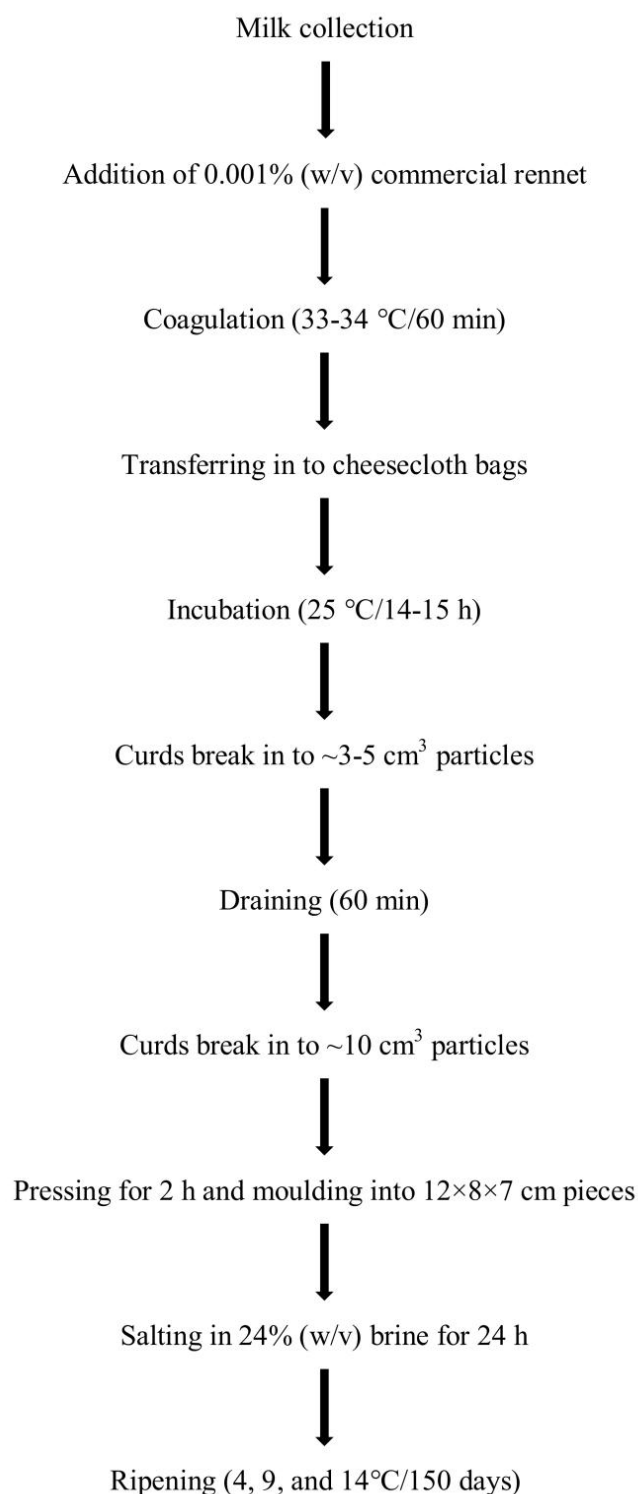 Milk collection
Addition of 0.001% (w/v) commercial rennet
Coagulation (33-34 °C/60 min)
Transferring in to cheesecloth bags
Incubation (25 °C/14-15 h)
Curds break in to ~3-5 cm³ particles
Draining (60 min)
Curds break in to ~10 cm³ particles
Pressing for 2 h and moulding into 12×8×7 cm pieces
Salting in 24% (w/v) brine for 24 h
Ripening (4, 9, and 14°C/150 days)